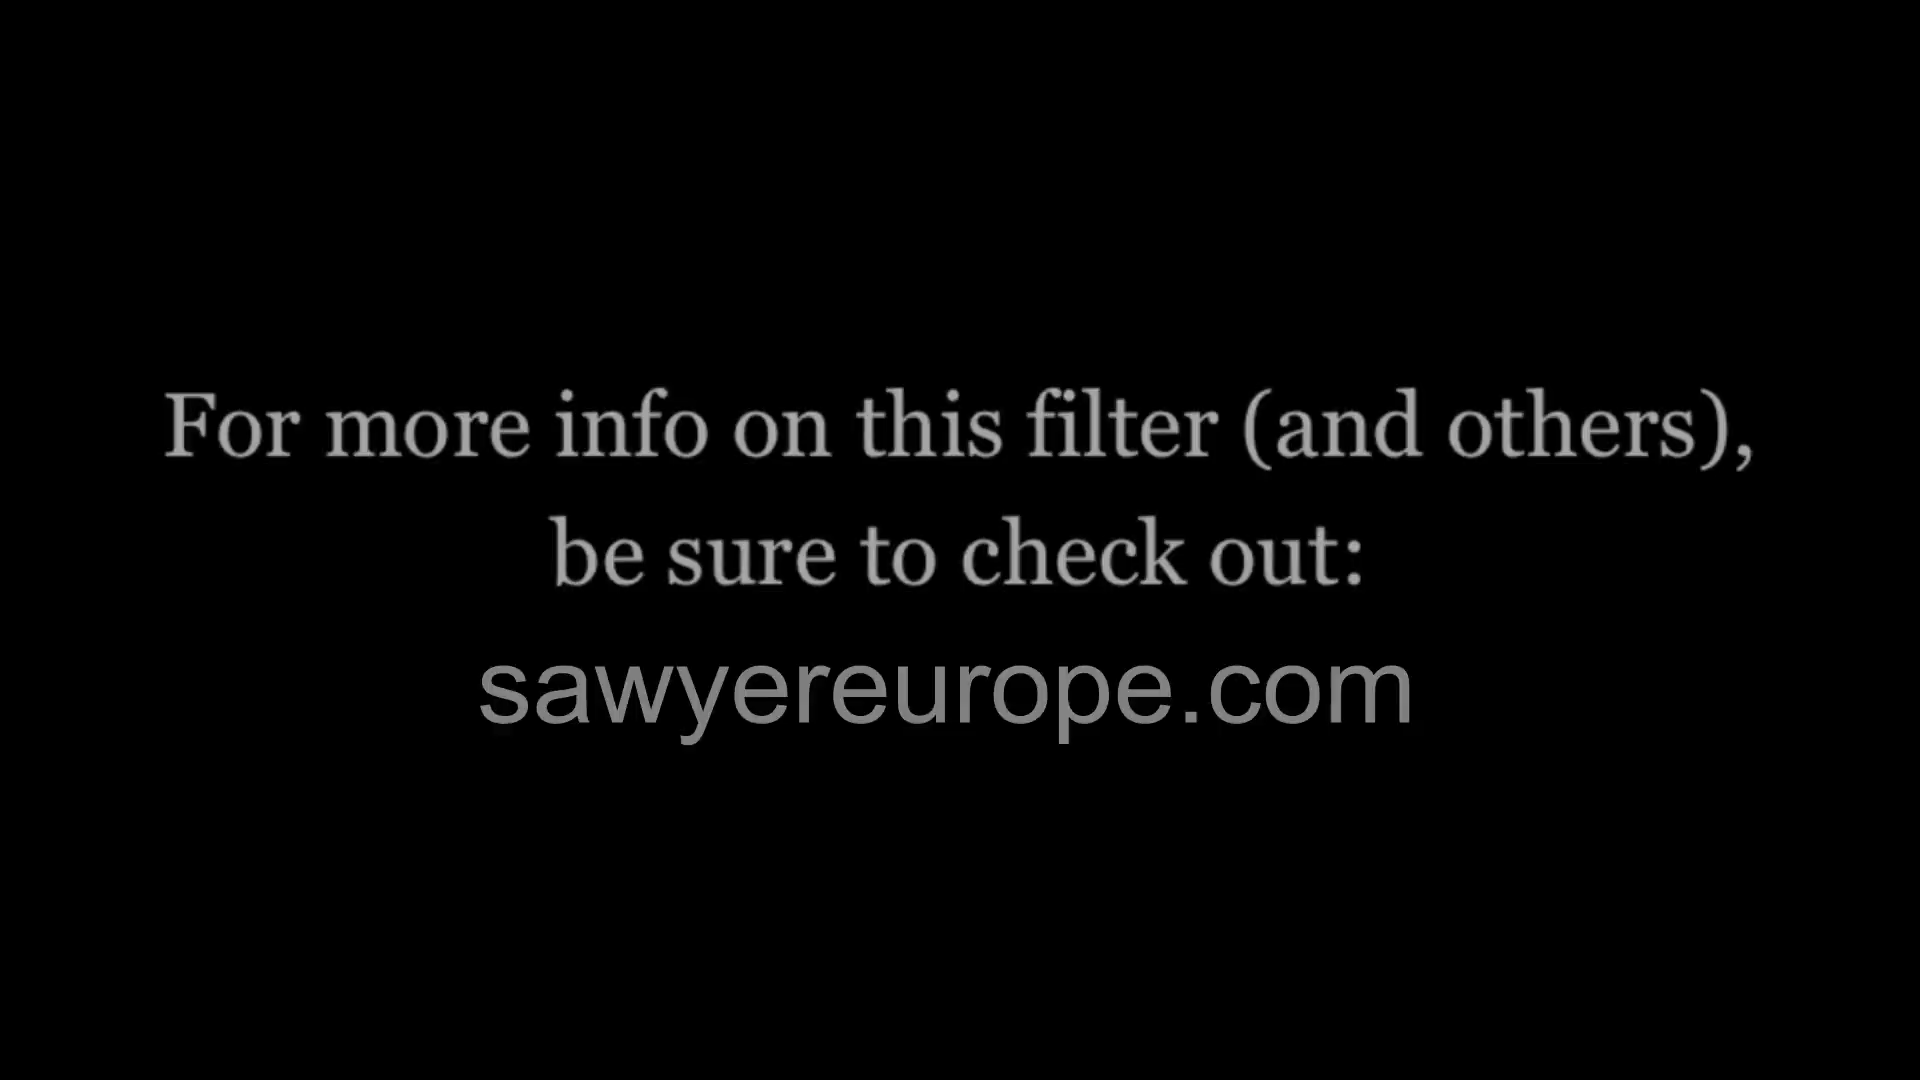 For more info on this filter (and others),
be sure to check out:
sawyereurope.com